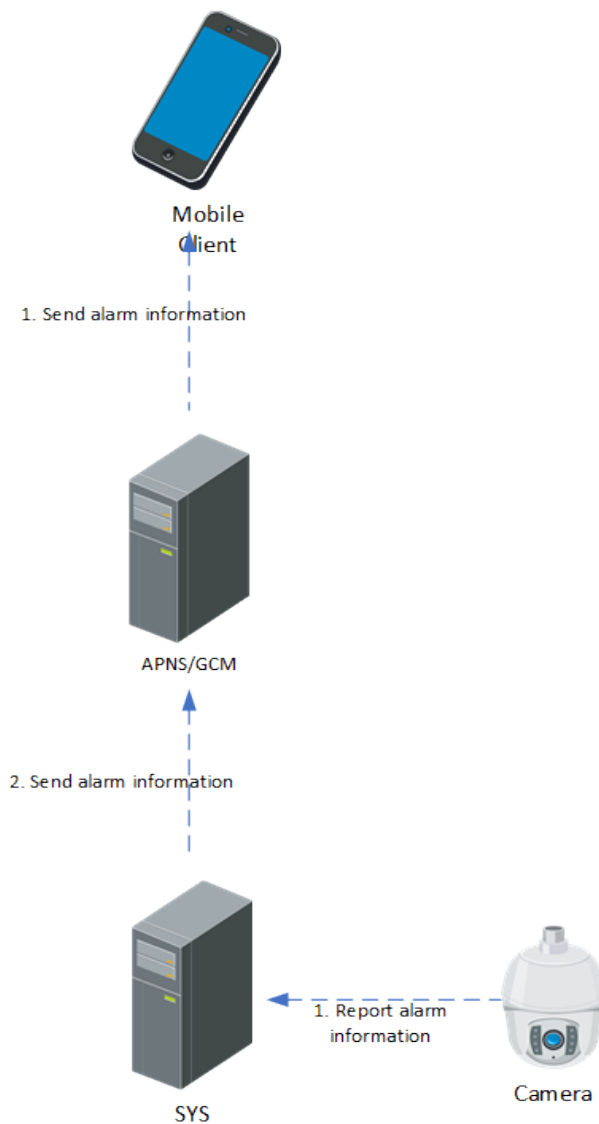 Mobile
Client
1. Send alarm information
APNS/GCM
2. Send alarm information
1. Report alarm
information
Camera
SYS